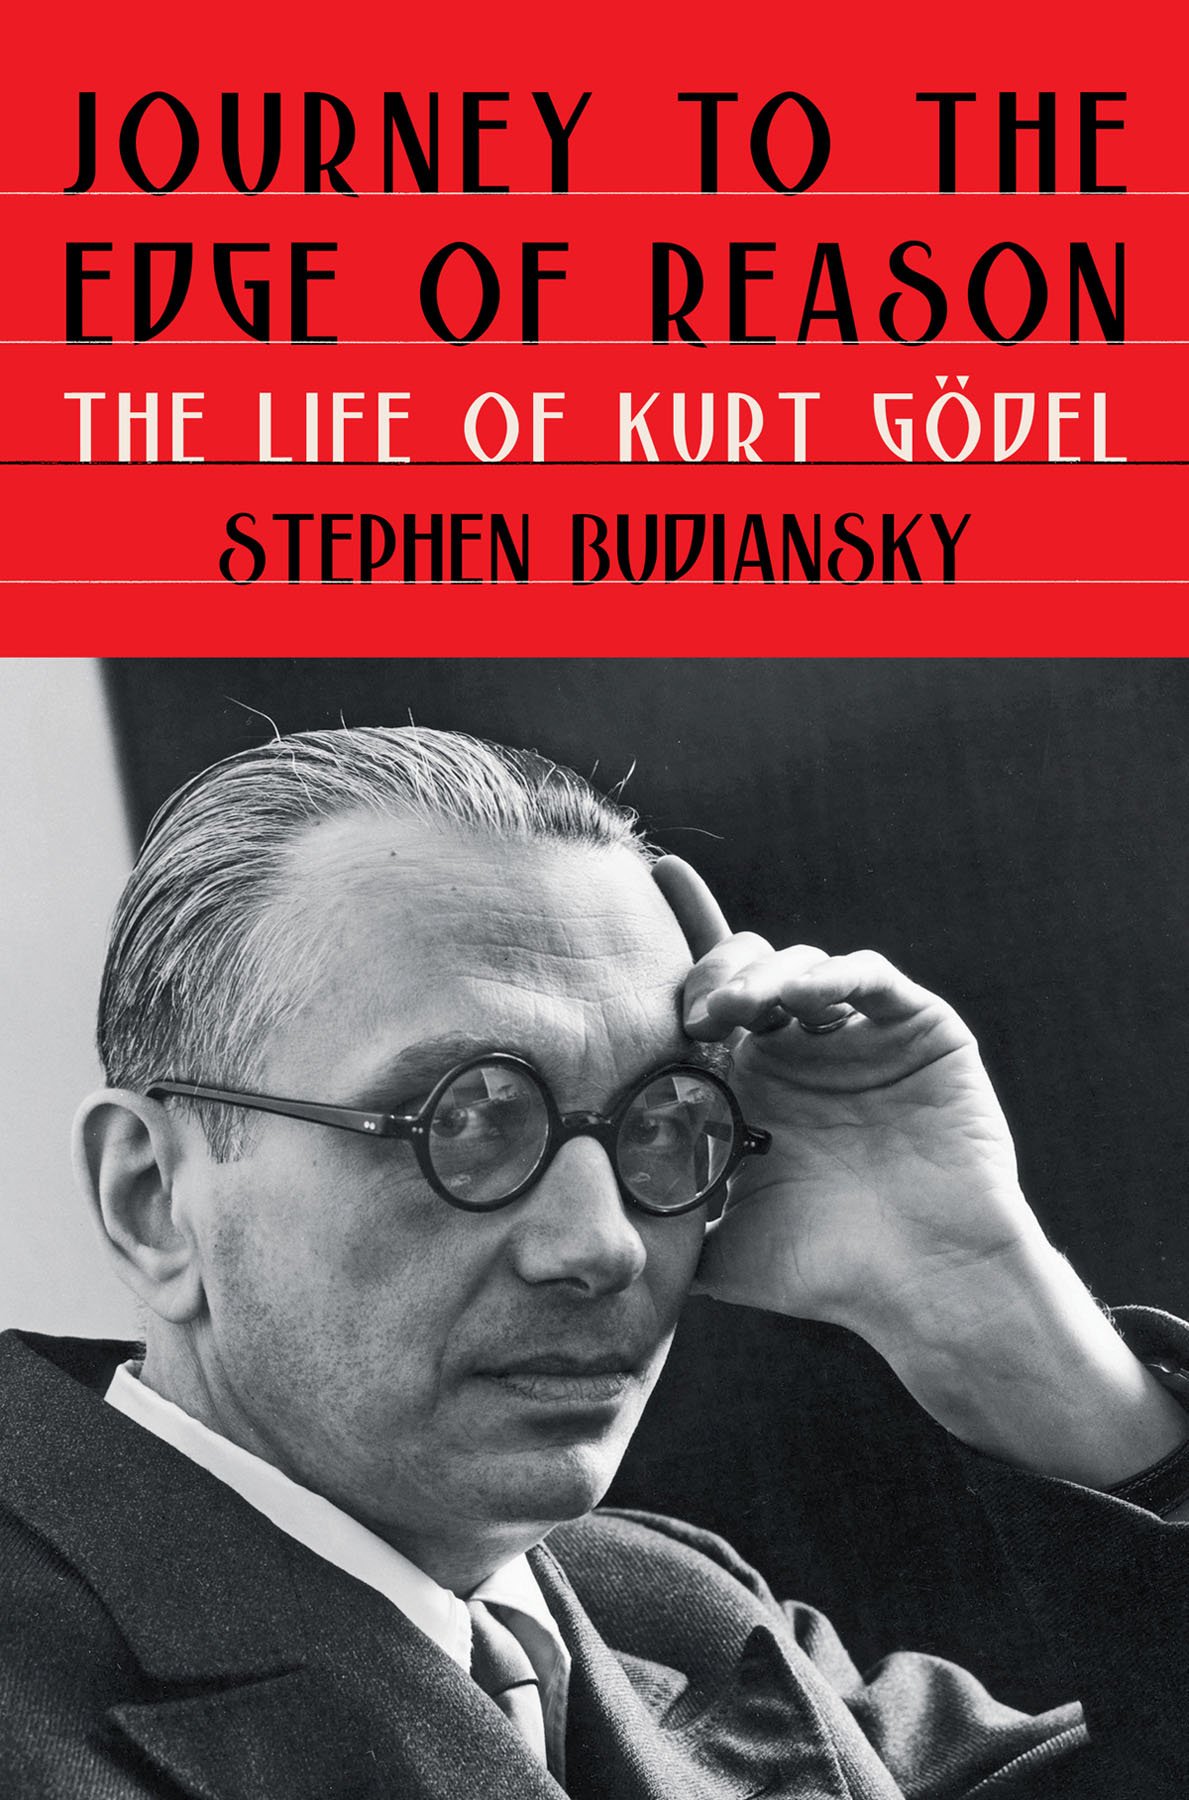 JOURNEY TO THE
EDGE OF REASON
THE LIFE OF KURT GÖDEL
STEPHEN BUDIANSKY